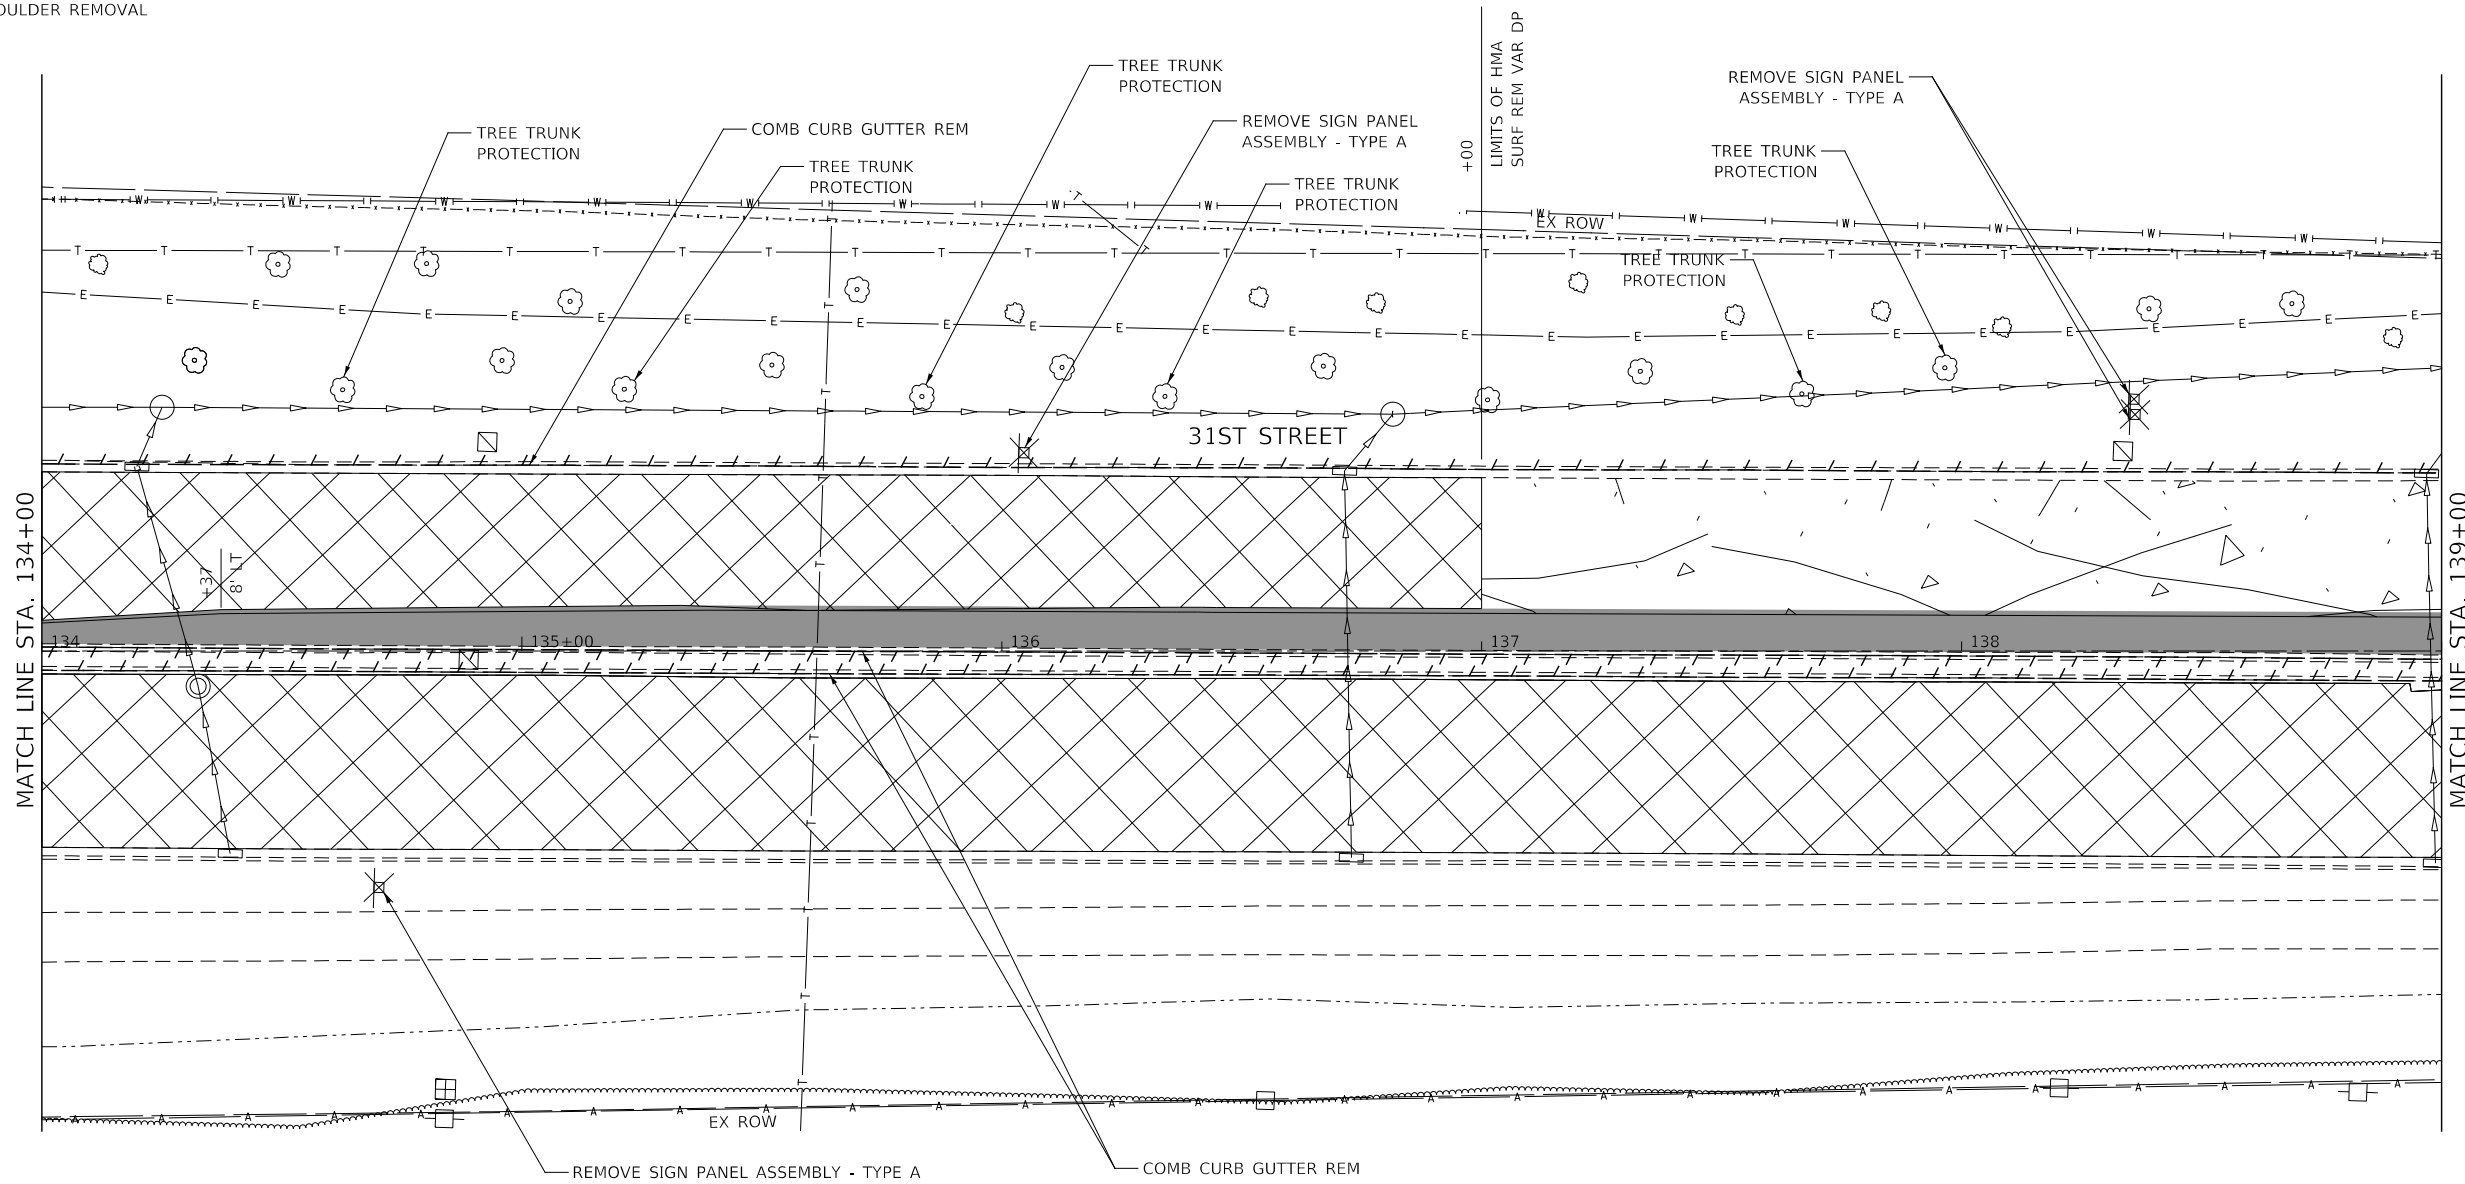 OULDER REMOVAL
TREE TRUNK
PROTECTION
COMB CURB GUTTER REM
TREE TRUNK
PROTECTION
TREE TRUNK
PROTECTION
REMOVE SIGN PANEL
ASSEMBLY - TYPE A
TREE TRUNK
PROTECTION
+00
LIMITS OF HMA
SURF REM VAR DP
REMOVE SIGN PANEL
ASSEMBLY - TYPE A
TREE TRUNK
PROTECTION
EX ROW
TREE TRUNK
PROTECTION
31ST STREET
MATCH LINE STA. 134+00
+37
8' LT
134
135+00
136
137
138
MATCH LINE STA. 139+00
EX ROW
REMOVE SIGN PANEL ASSEMBLY - TYPE A
COMB CURB GUTTER REM